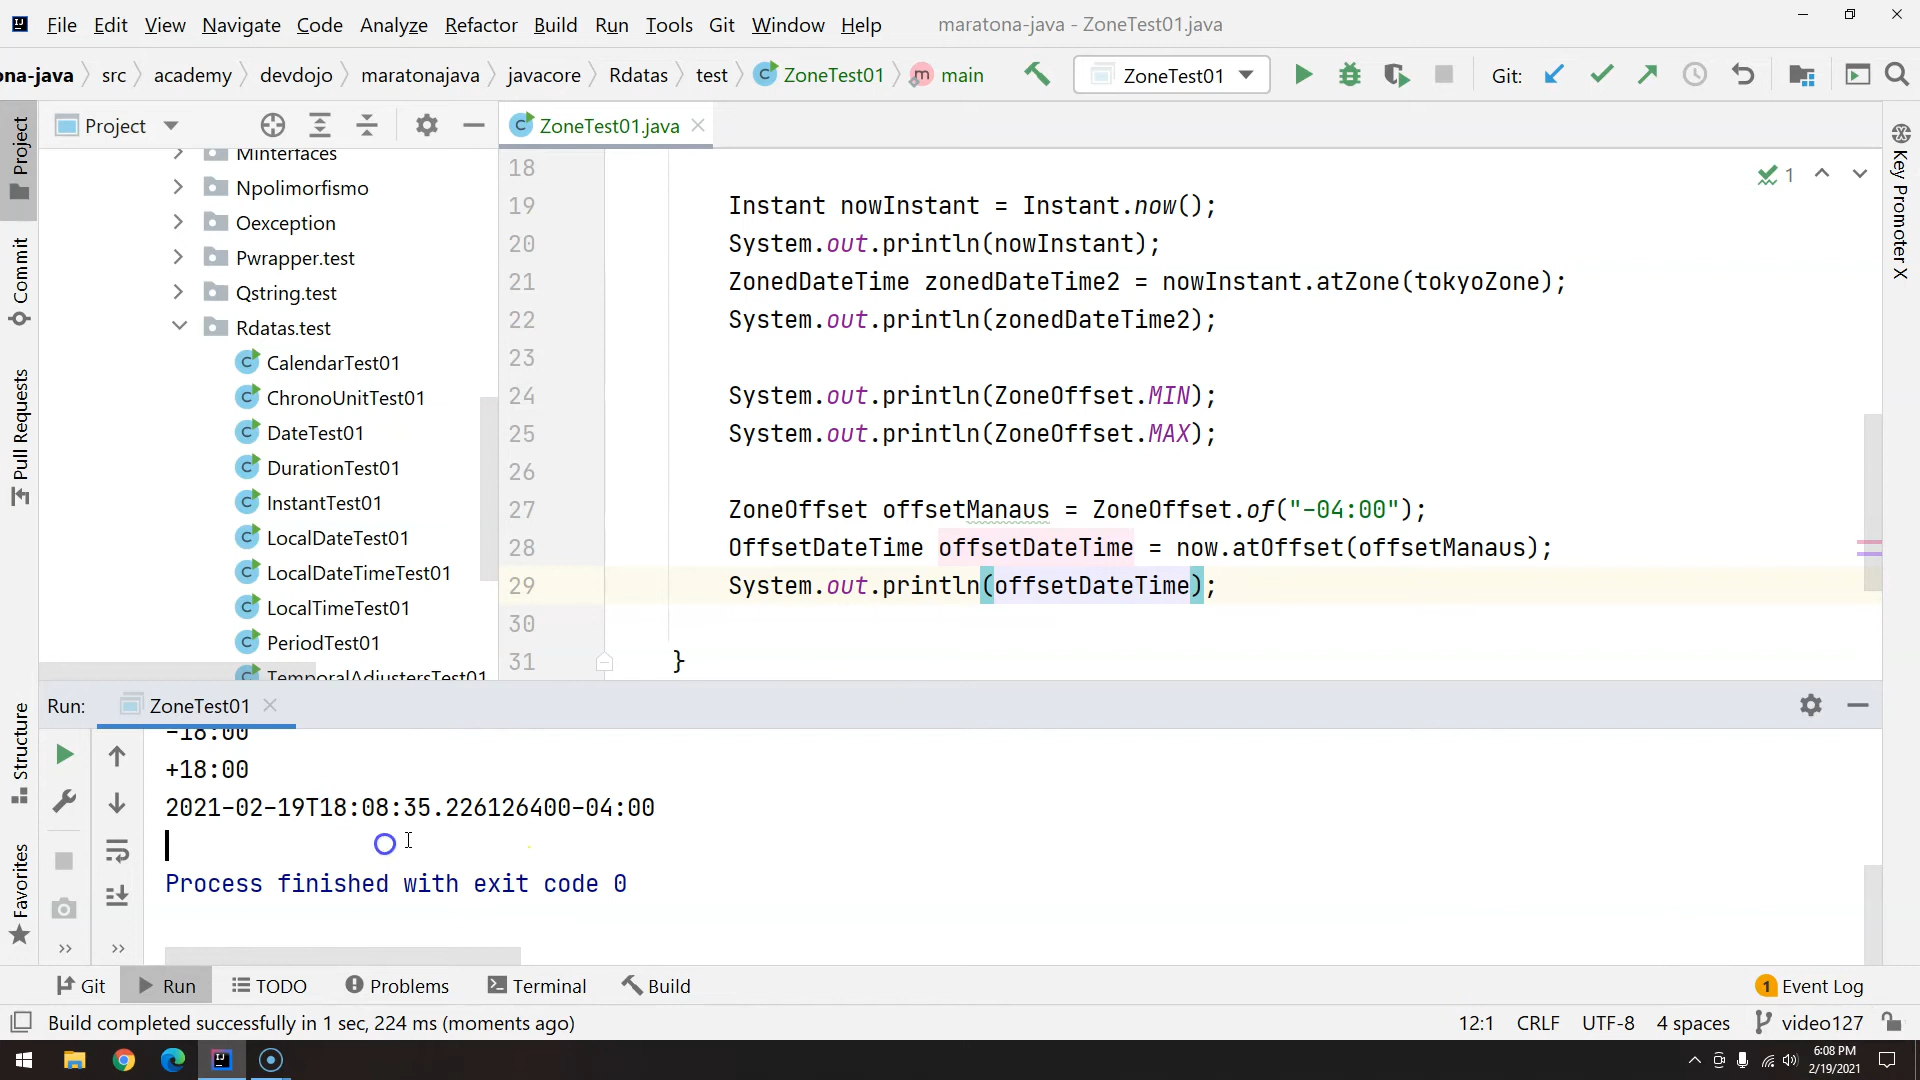 File Edit View Navigate Code Analyze Refactor Build Run Tools Git Window Help maratona-java - ZoneTest01.java
ona-java src academy devdojo maratonajava javacore Rdatas test ZoneTest01 main ZoneTest01 Git:
Project
ZoneTest01.java
Project
Commit
Pull Requests
Structure
Favorites
Key Promoter X
Minterfaces
Npolimorfismo
Oexception
Pwrapper.test
Qstring.test
Rdatas.test
CalendarTest01
ChronoUnitTest01
DateTest01
DurationTest01
InstantTest01
LocalDateTest01
LocalDateTimeTest01
LocalTimeTest01
PeriodTest01
TemporalAdjustersTest01
1
18
19 Instant nowInstant = Instant.now();
20 System.out.println(nowInstant);
21 ZonedDateTime zonedDateTime2 = nowInstant.atZone(tokyoZone);
22 System.out.println(zonedDateTime2);
23
24 System.out.println(ZoneOffset.MIN);
25 System.out.println(ZoneOffset.MAX);
26
27 ZoneOffset offsetManaus = ZoneOffset.of("-04:00");
28 OffsetDateTime offsetDateTime = now.atOffset(offsetManaus);
29 System.out.println(offsetDateTime);
30
31 }
Run: ZoneTest01
-18:00
+18:00
2021-02-19T18:08:35.226126400-04:00
Process finished with exit code 0
Git Run TODO Problems Terminal Build 1 Event Log
Build completed successfully in 1 sec, 224 ms (moments ago) 12:1 CRLF UTF-8 4 spaces video127
6:08 PM
2/19/2021